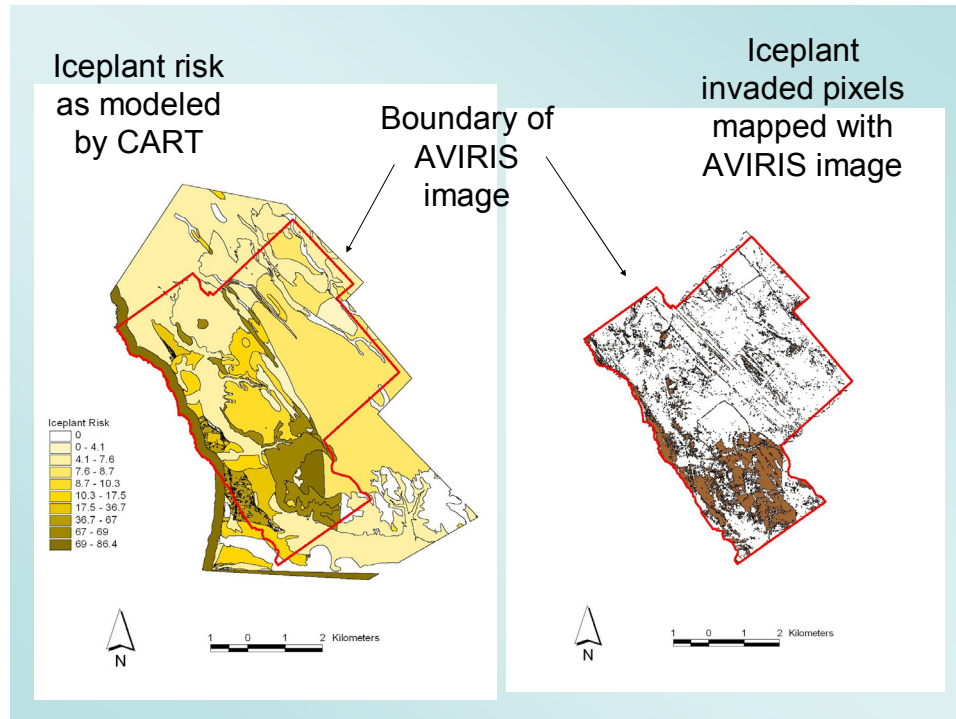 Iceplant risk
as modeled
by CART
Boundary of
AVIRIS
image
Iceplant
invaded pixels
mapped with
AVIRIS image
Iceplant Risk
0
0 - 4.1
4.1 - 7.6
7.6 - 8.7
8.7 - 10.3
10.3 - 17.5
17.5 - 36.7
36.7 - 67
67 - 69
69 - 86.4
N
1 0 1 2 Kilometers
N
1 0 1 2 Kilometers